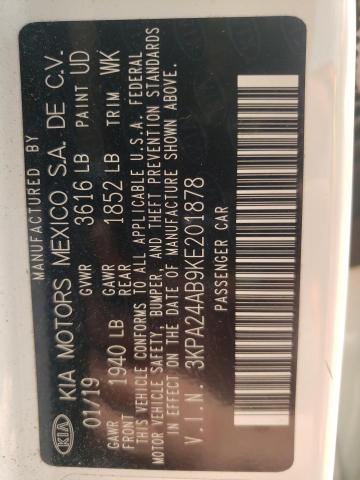 MANUFACTURED BY
KIA KIA MOTORS MEXICO S.A. DE C.V.
01/19 GVWR 3616 LB PAINT UD
GAWR FRONT 1940 LB GAWR REAR 1852 LB TRIM WK
THIS VEHICLE CONFORMS TO ALL APPLICABLE U.S.A. FEDERAL
MOTOR VEHICLE SAFETY, BUMPER, AND THEFT PREVENTION STANDARDS
IN EFFECT ON THE DATE OF MANUFACTURE SHOWN ABOVE.
V.I.N. 3KPA24AB9KE201878
PASSENGER CAR